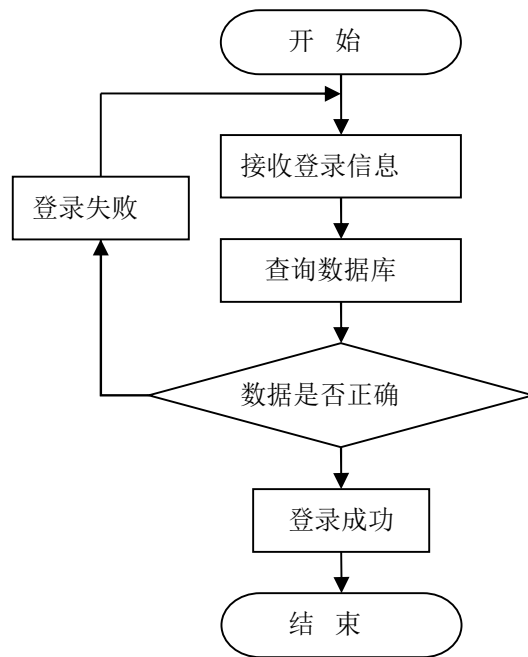 开 始
接收登录信息
登录失败
查询数据库
数据是否正确
登录成功
结 束